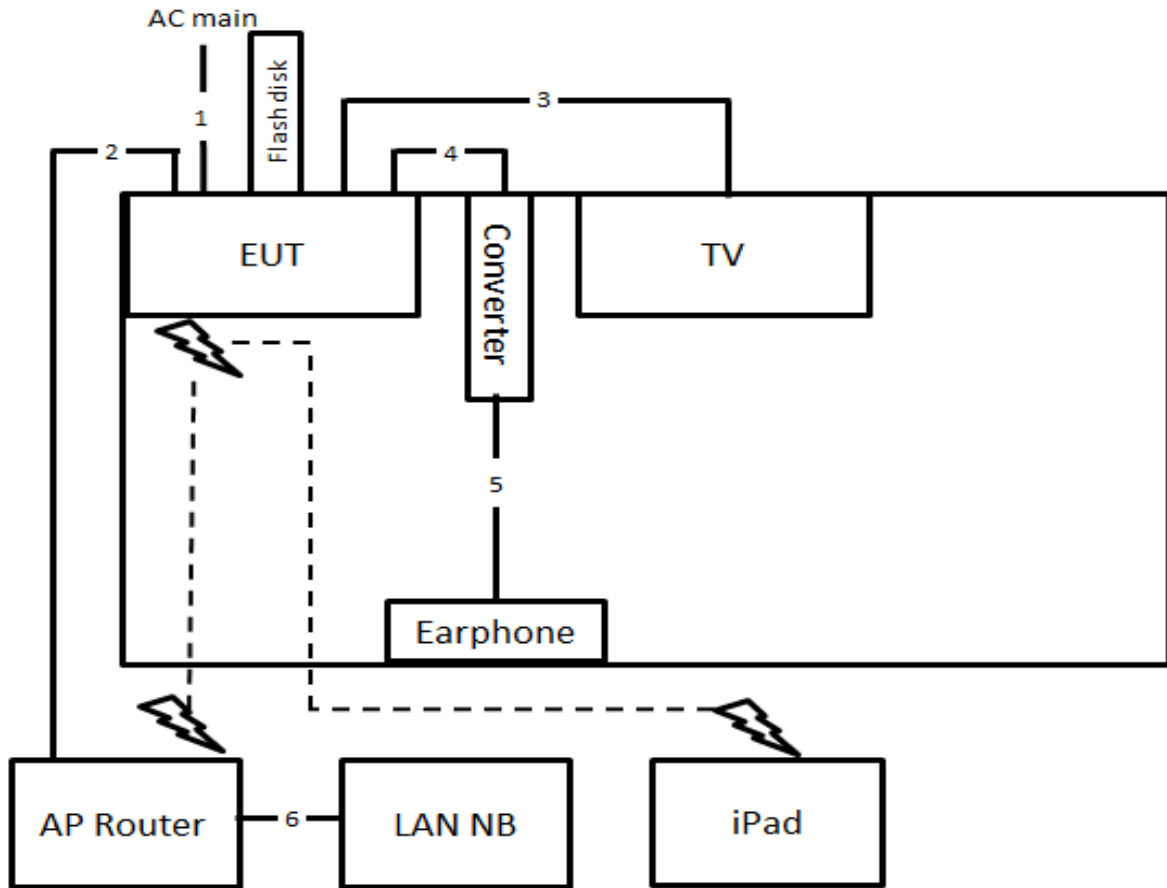 AC main
Flash disk
3
1
2
4
EUT
Converter
TV
5
Earphone
AP Router
6
LAN NB
iPad